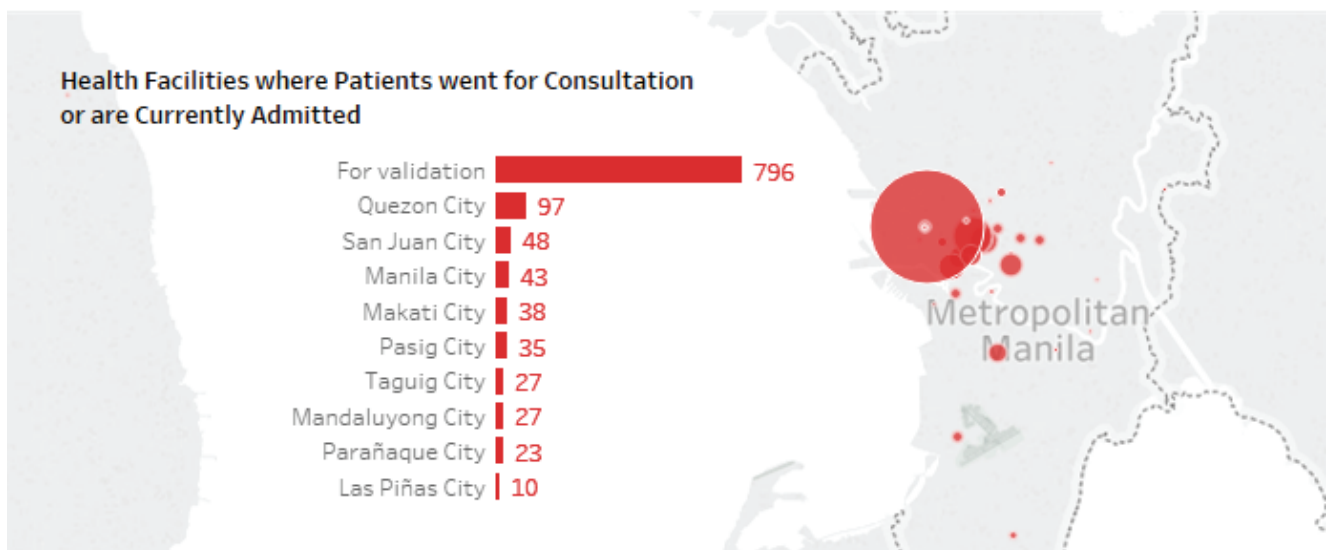 Health Facilities where Patients went for Consultation
or are Currently Admitted
For validation 796
Quezon City 97
San Juan City 48
Manila City 43
Makati City 38
Pasig City 35
Taguig City 27
Mandaluyong City 27
Parañaque City 23
Las Piñas City 10
Metropolitan
Manila